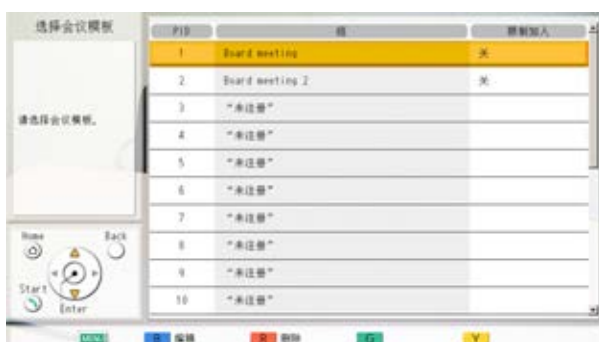 选择会议模板
请选择会议模板。
PID 组 限制加入
1 Board meeting 关
2 Board meeting 2 关
3 "未注册"
4 "未注册"
5 "未注册"
6 "未注册"
7 "未注册"
8 "未注册"
9 "未注册"
10 "未注册"
Home Back
Start
Enter
MENU B 编辑 R 删除 G Y